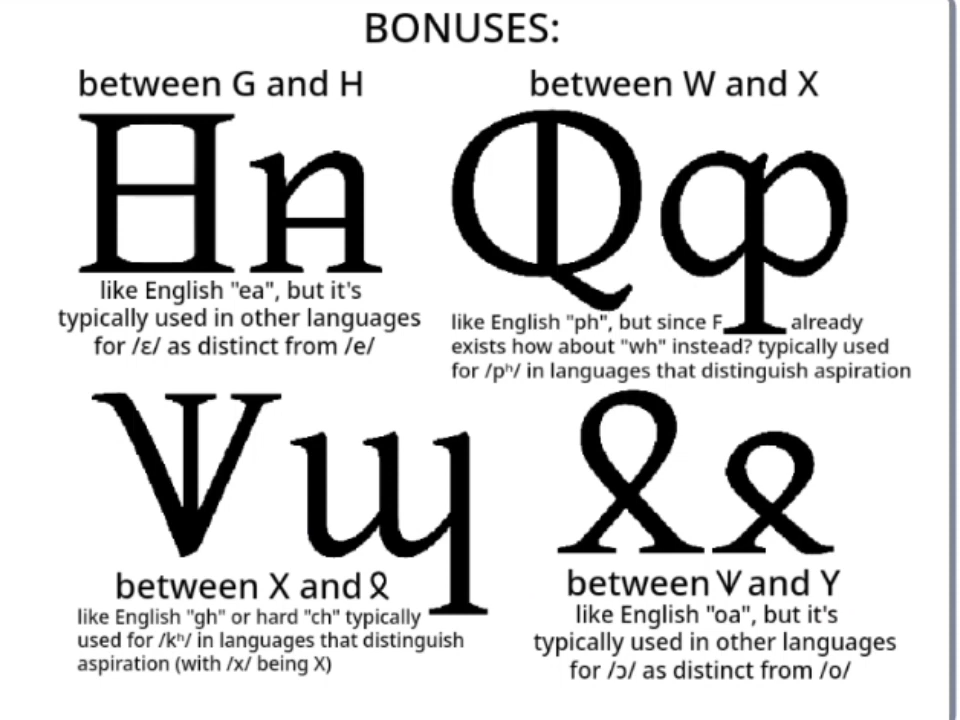 BONUSES:
between G and H
like English "ea", but it's
typically used in other languages
for /ɛ/ as distinct from /e/
between W and X
like English "ph", but since F already
exists how about "wh" instead? typically used
for /pʰ/ in languages that distinguish aspiration
between X and
like English "gh" or hard "ch" typically
used for /kʰ/ in languages that distinguish
aspiration (with /x/ being X)
between and Y
like English "oa", but it's
typically used in other languages
for /ɔ/ as distinct from /o/